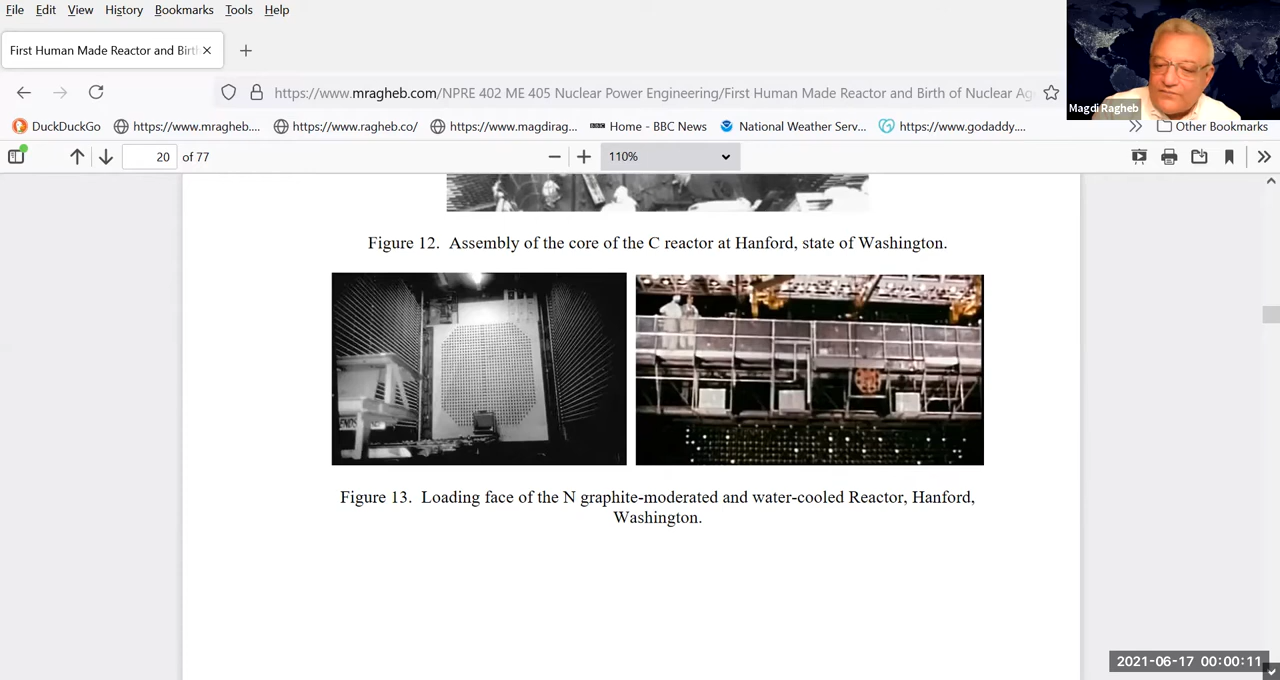 File Edit View History Bookmarks Tools Help
First Human Made Reactor and Birt
https://www.mragheb.com/NPRE 402 ME 405 Nuclear Power Engineering/First Human Made Reactor and Birth of Nuclear Ag
Magdi Ragheb
DuckDuckGo https://www.mragheb.... https://www.ragheb.co/ https://www.magdirag... BBC Home - BBC News National Weather Serv... https://www.godaddy.... Other Bookmarks
20 of 77 110%
Figure 12. Assembly of the core of the C reactor at Hanford, state of Washington.
Figure 13. Loading face of the N graphite-moderated and water-cooled Reactor, Hanford,
Washington.
2021-06-17 00:00:11